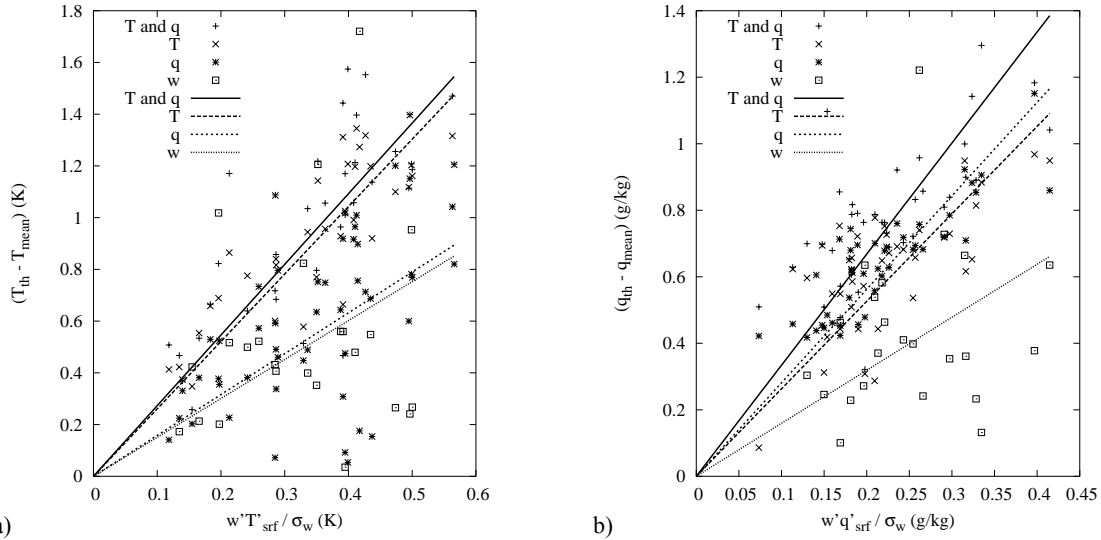 T and q
T
q
w
T and q
T
q
w
1.8
1.6
1.4
1.2
1
0.8
0.6
0.4
0.2
0
(T_th - T_mean) (K)
0 0.1 0.2 0.3 0.4 0.5 0.6
w'T'_srf / σ_w (K)
a)
T and q
T
q
w
T and q
T
q
w
1.4
1.2
1
0.8
0.6
0.4
0.2
0
(q_th - q_mean) (g/kg)
0 0.05 0.1 0.15 0.2 0.25 0.3 0.35 0.4 0.45
w'q'_srf / σ_w (g/kg)
b)